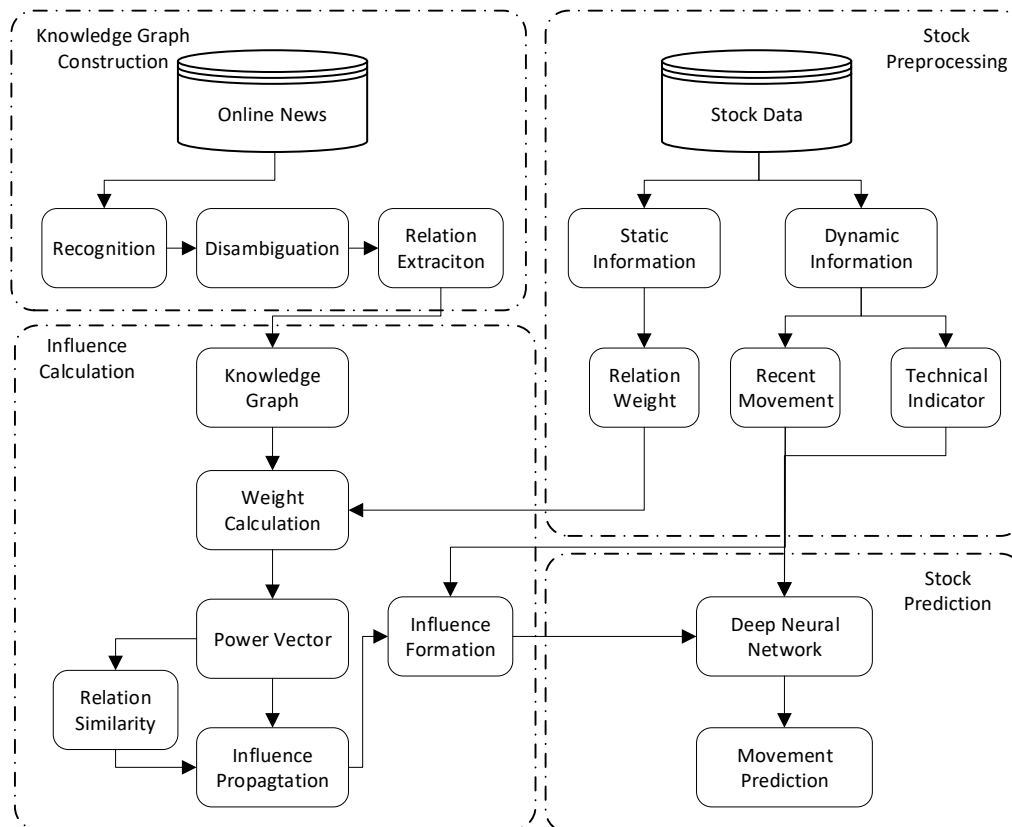 Knowledge Graph
Construction
Online News
Recognition
Disambiguation
Relation
Extraciton
Stock
Preprocessing
Stock Data
Static
Information
Dynamic
Information
Relation
Weight
Recent
Movement
Technical
Indicator
Influence
Calculation
Knowledge
Graph
Weight
Calculation
Power Vector
Relation
Similarity
Influence
Propagtation
Influence
Formation
Stock
Prediction
Deep Neural
Network
Movement
Prediction